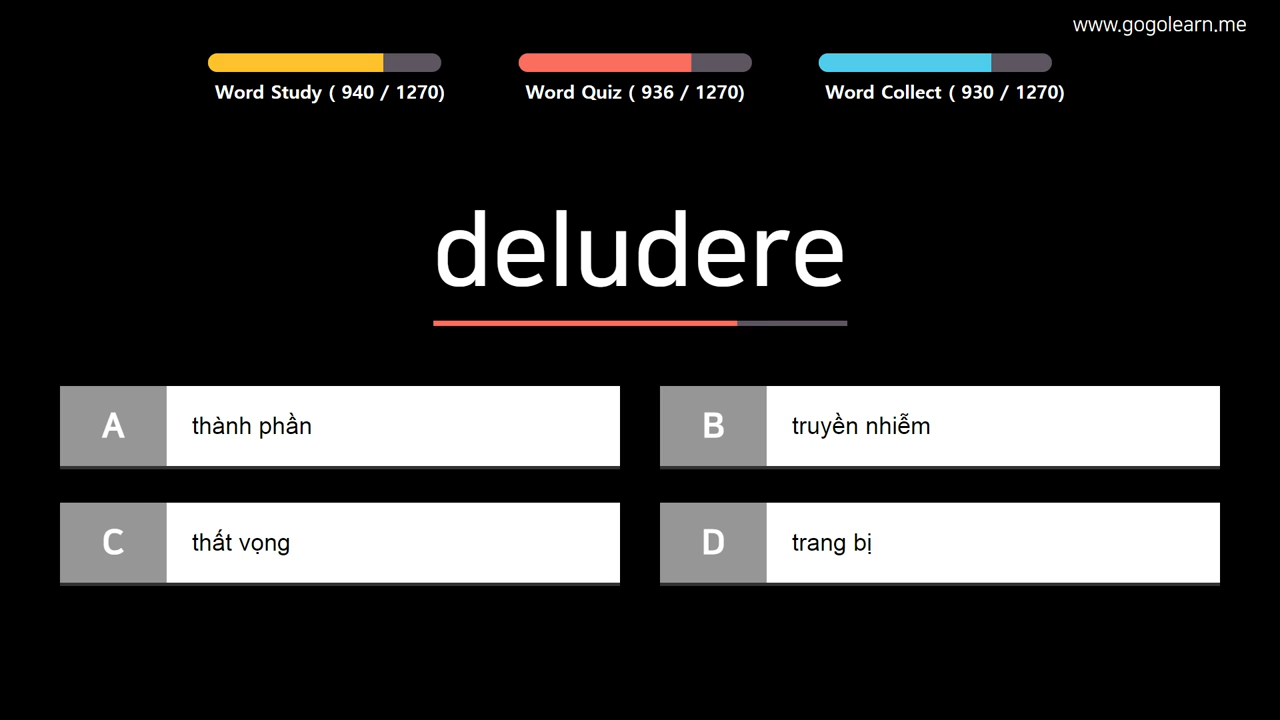 www.gogolearn.me
Word Study ( 940 / 1270)
Word Quiz ( 936 / 1270)
Word Collect ( 930 / 1270)
deludere
A thành phần
B truyền nhiễm
C thất vọng
D trang bị